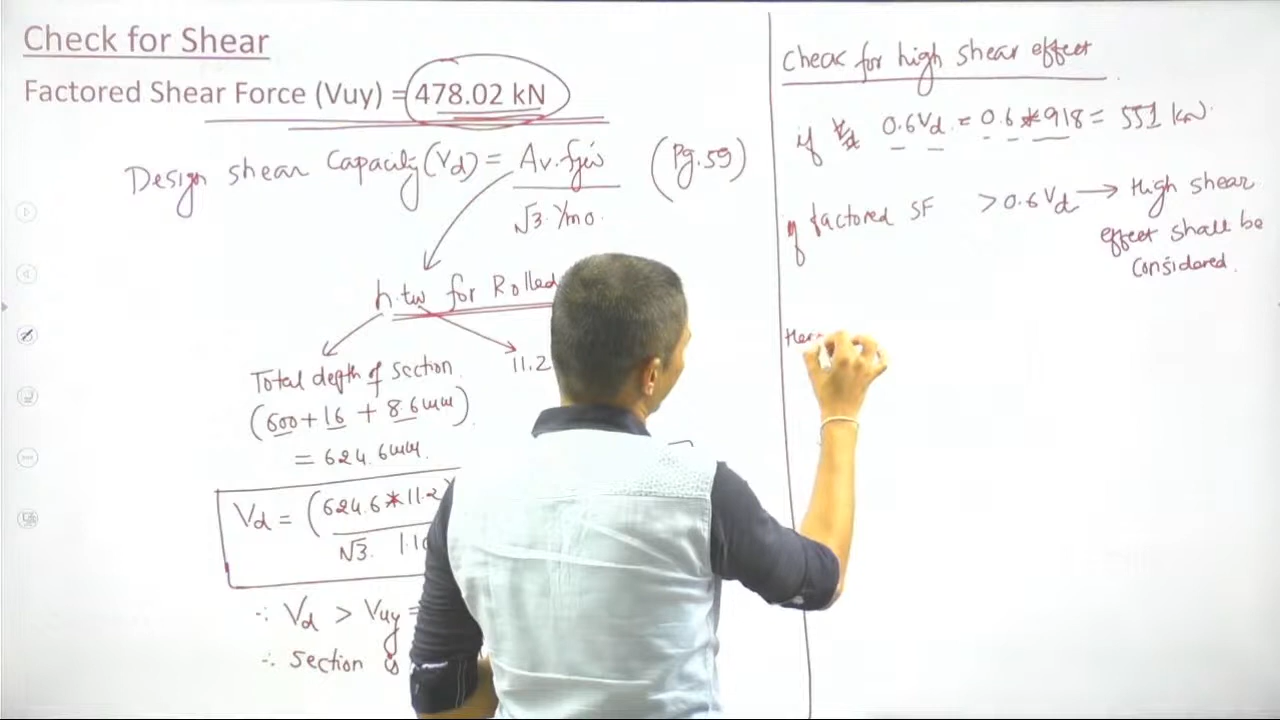 Check for Shear
Factored Shear Force (Vuy) = 478.02 kN
Design shear Capacity (Vd) = Av.fyw
√3. γmo.
(Pg.59)
h.tw for Rolled
Total depth of section
(600 + 16 + 8.6mm)
= 624.6mm.
11.2
Vd = (624.6*11.2)
√3. 1.10
∴ Vd > Vuy =
∴ section is
Check for high shear effect
if 0.6Vd = 0.6*918 = 551 kN.
if factored SF > 0.6Vd → High shear
effect shall be
considered.